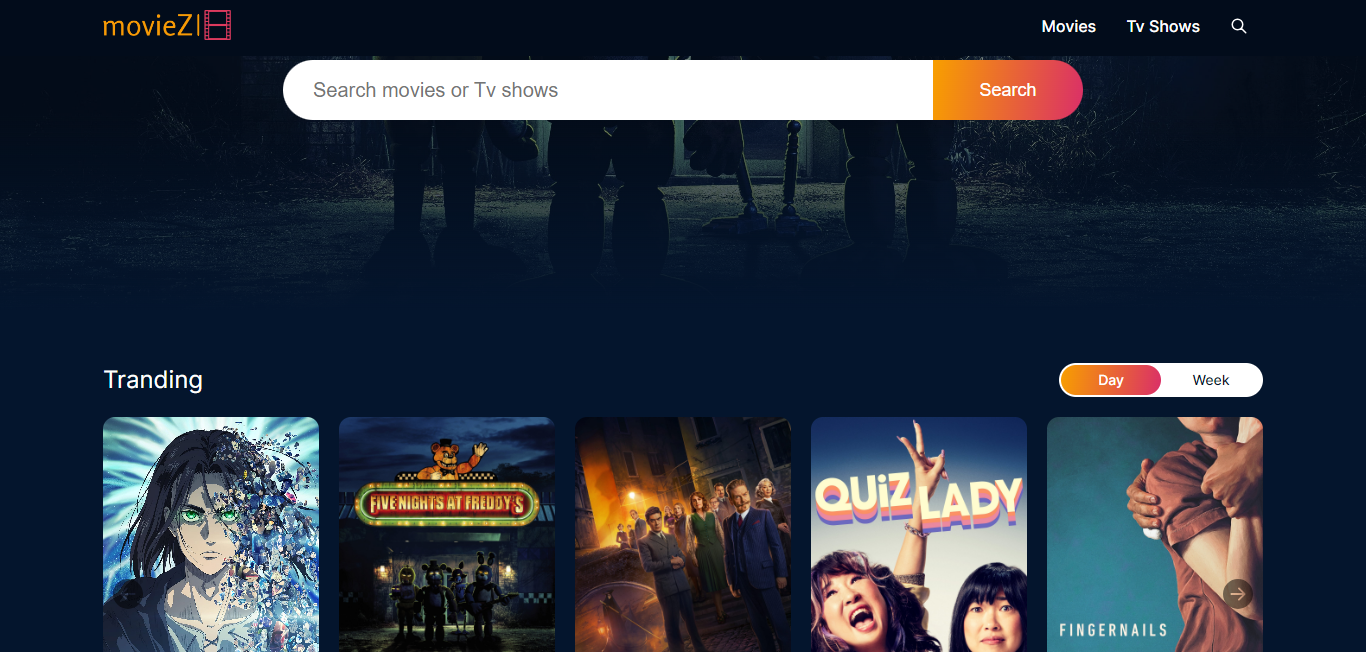 movieZI
Movies
Tv Shows
Search movies or Tv shows
Search
Tranding
Day
Week
FIVE NIGHTS AT FREDDY'S
QUiZ LADY
FINGERNAILS